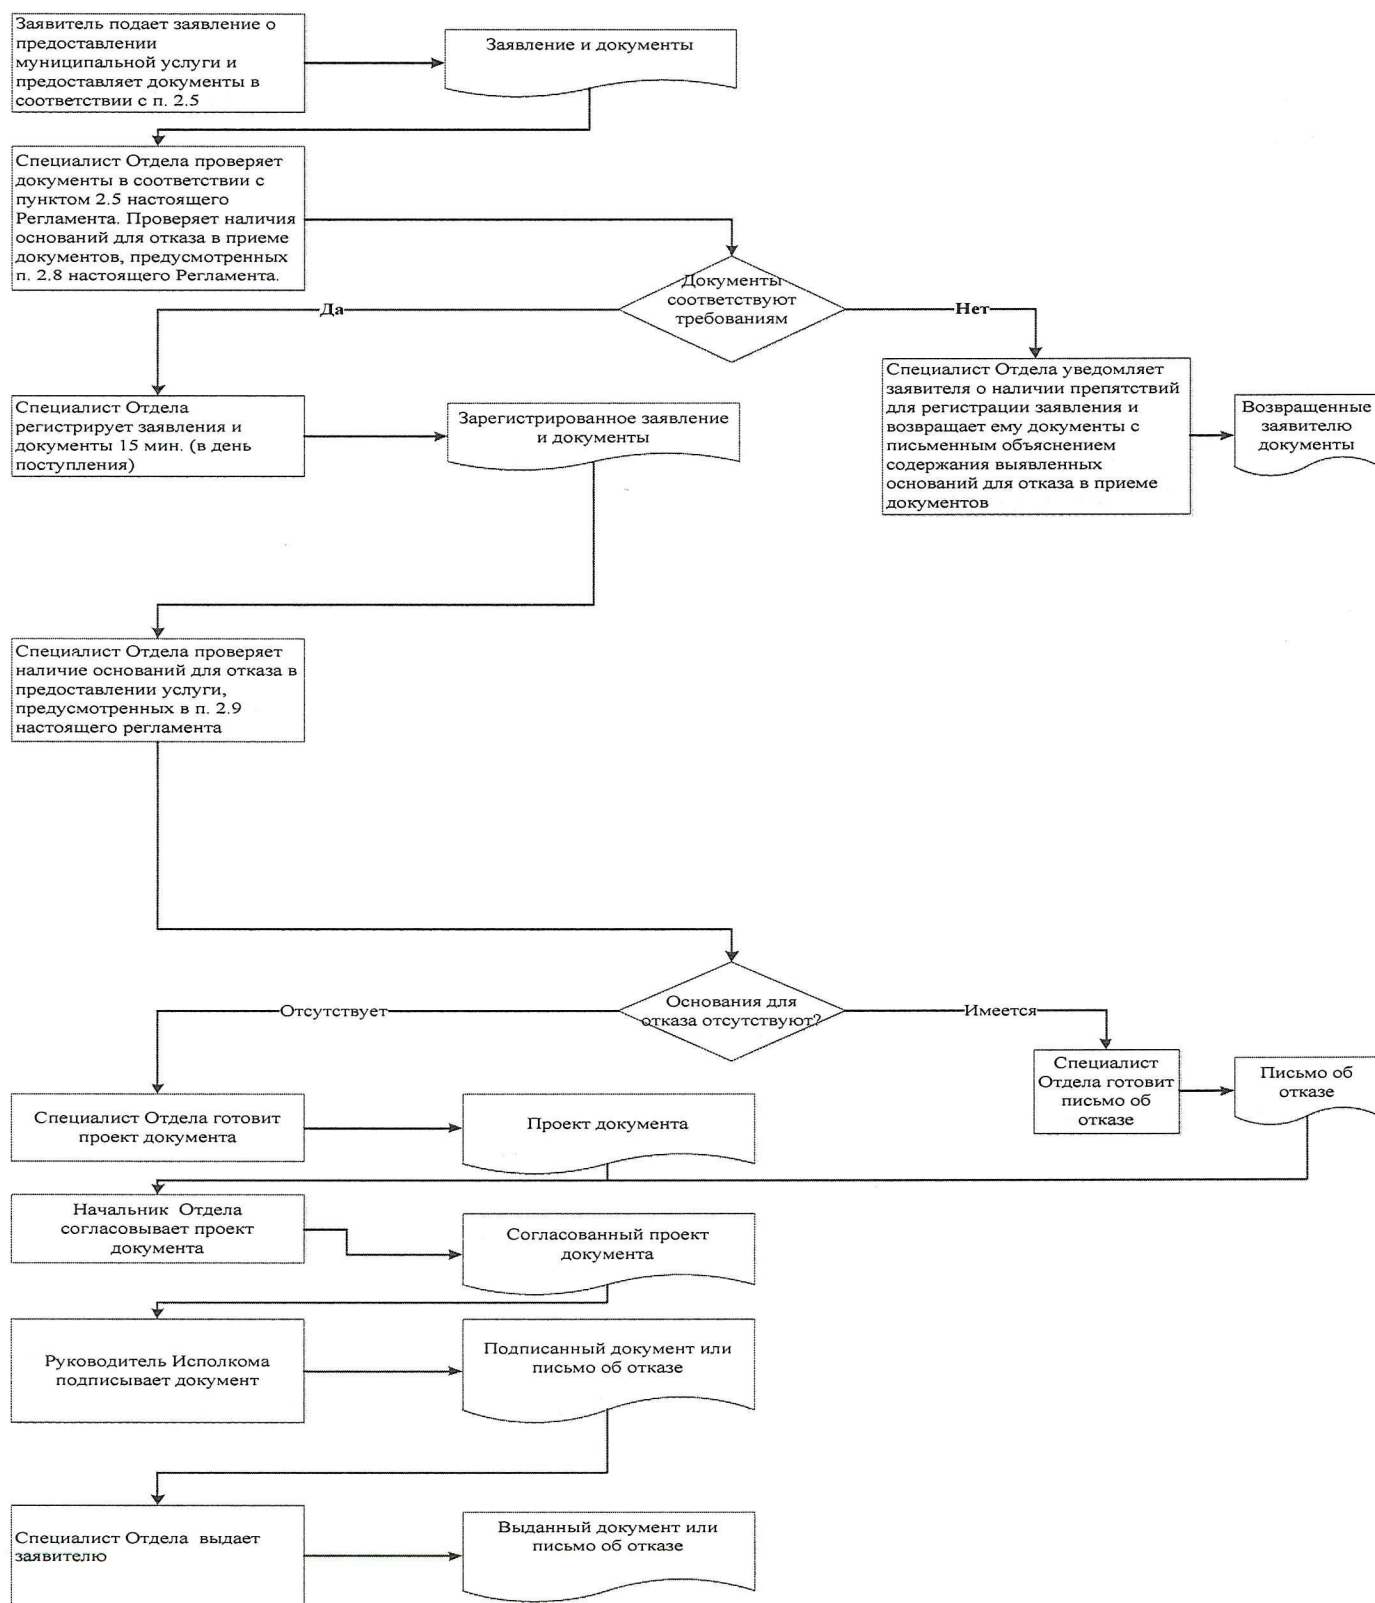 Заявитель подает заявление о
предоставлении
муниципальной услуги и
предоставляет документы в
соответствии с п. 2.5
Заявление и документы
Специалист Отдела проверяет
документы в соответствии с
пунктом 2.5 настоящего
Регламента. Проверяет наличия
оснований для отказа в приеме
документов, предусмотренных
п. 2.8 настоящего Регламента.
Документы
соответствуют
требованиям
Да
Нет
Специалист Отдела
регистрирует заявления и
документы 15 мин. (в день
поступления)
Зарегистрированное заявление
и документы
Специалист Отдела уведомляет
заявителя о наличии препятствий
для регистрации заявления и
возвращает ему документы с
письменным объяснением
содержания выявленных
оснований для отказа в приеме
документов
Возвращенные
заявителю
документы
Специалист Отдела проверяет
наличие оснований для отказа в
предоставлении услуги,
предусмотренных в п. 2.9
настоящего регламента
Основания для
отказа отсутствуют?
Отсутствует
Имеется
Специалист
Отдела готовит
письмо об
отказе
Письмо об
отказе
Специалист Отдела готовит
проект документа
Проект документа
Начальник Отдела
согласовывает проект
документа
Согласованный проект
документа
Руководитель Исполкома
подписывает документ
Подписанный документ или
письмо об отказе
Специалист Отдела выдает
заявителю
Выданный документ или
письмо об отказе